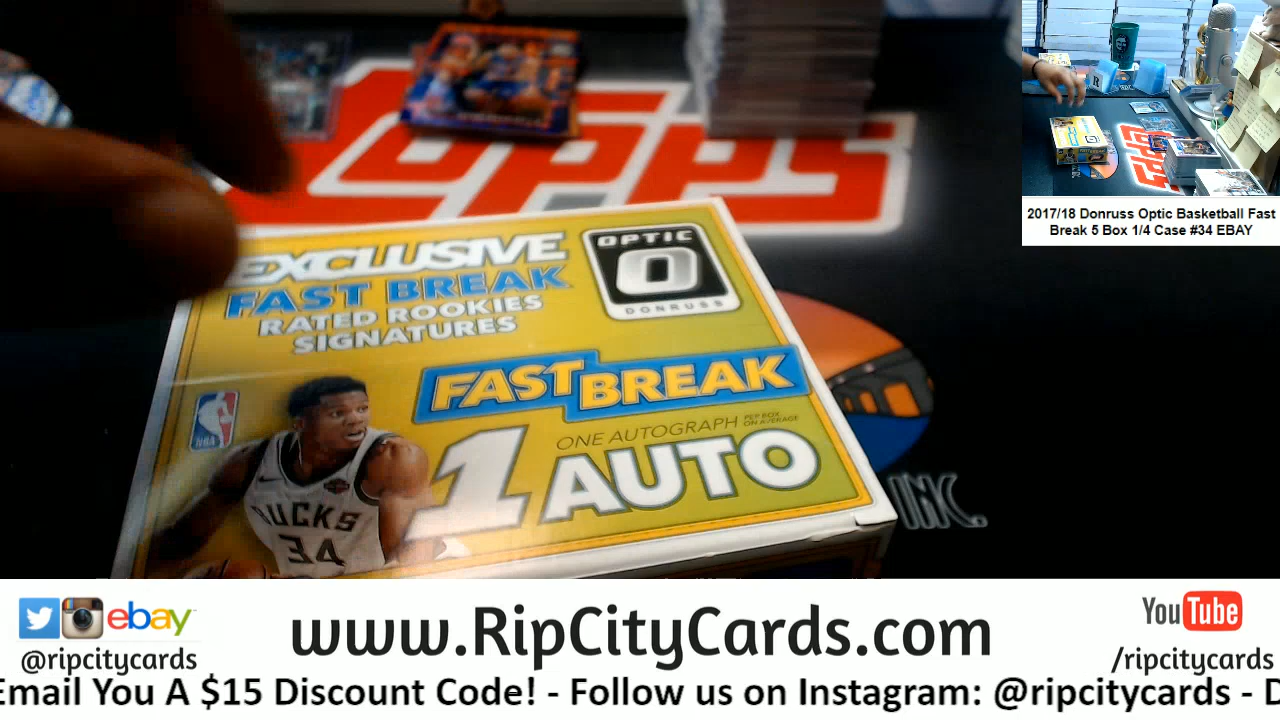 Topps
EXCLUSIVE
FAST BREAK
RATED ROOKIES
SIGNATURES
OPTIC
DONRUSS
NBA
FAST BREAK
1 AUTO
ONE AUTOGRAPH PER BOX
ON AVERAGE
BUCKS
34
INC.
2017/18 Donruss Optic Basketball Fast
Break 5 Box 1/4 Case #34 EBAY
ebay
@ripcitycards
www.RipCityCards.com
YouTube
/ripcitycards
Email You A $15 Discount Code! - Follow us on Instagram: @ripcitycards - D